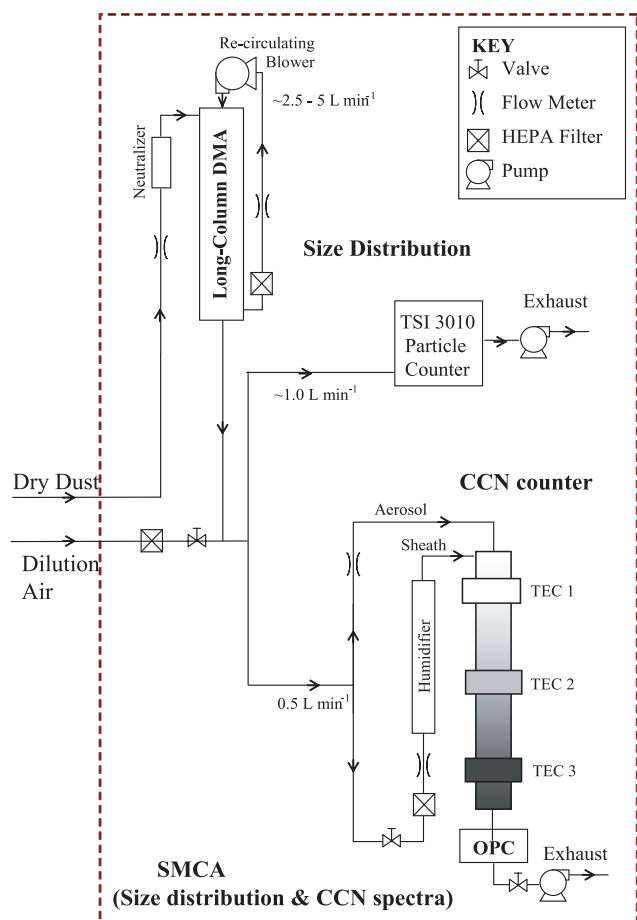 Re-circulating
Blower
~2.5 - 5 L min-1
KEY
Valve
Flow Meter
HEPA Filter
Pump
Neutralizer
Long-Column DMA
Size Distribution
TSI 3010
Particle
Counter
Exhaust
~1.0 L min-1
Dry Dust
Dilution
Air
CCN counter
Aerosol
Sheath
Humidifier
TEC 1
TEC 2
TEC 3
0.5 L min-1
OPC
Exhaust
SMCA
(Size distribution & CCN spectra)